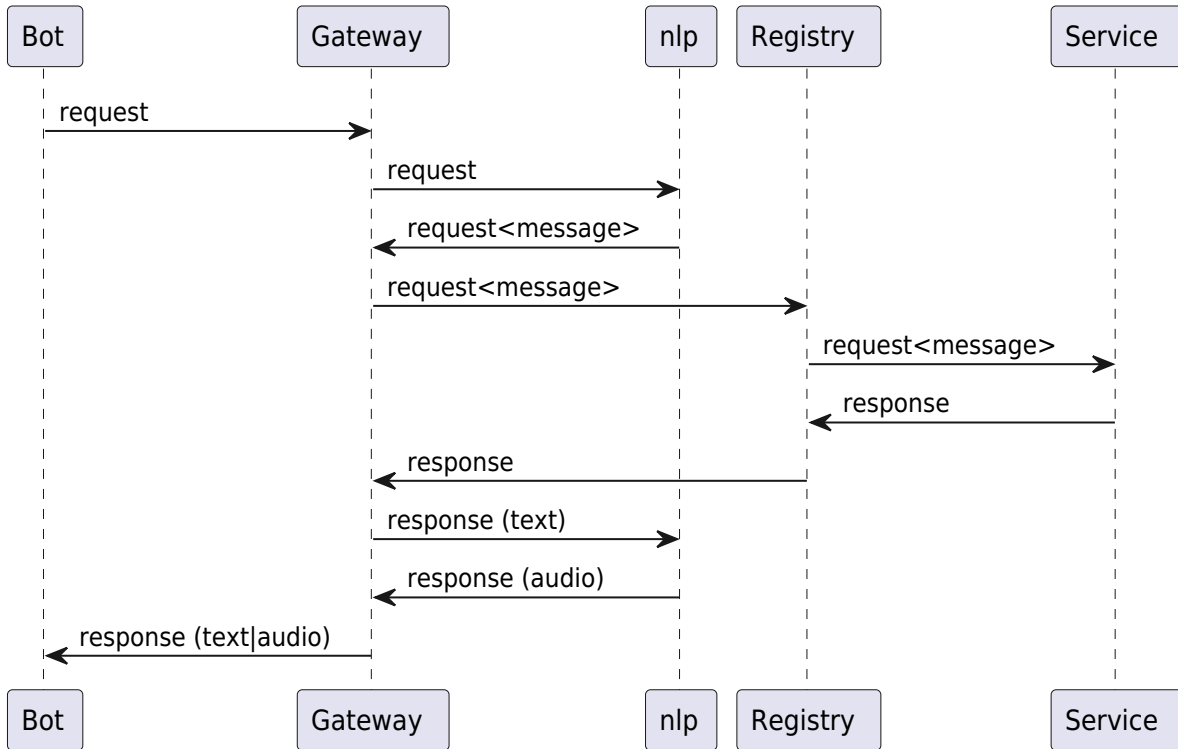 Bot Gateway nlp Registry Service
request
request
request<message>
request<message>
request<message>
response
response
response (text)
response (audio)
response (text|audio)
Bot Gateway nlp Registry Service